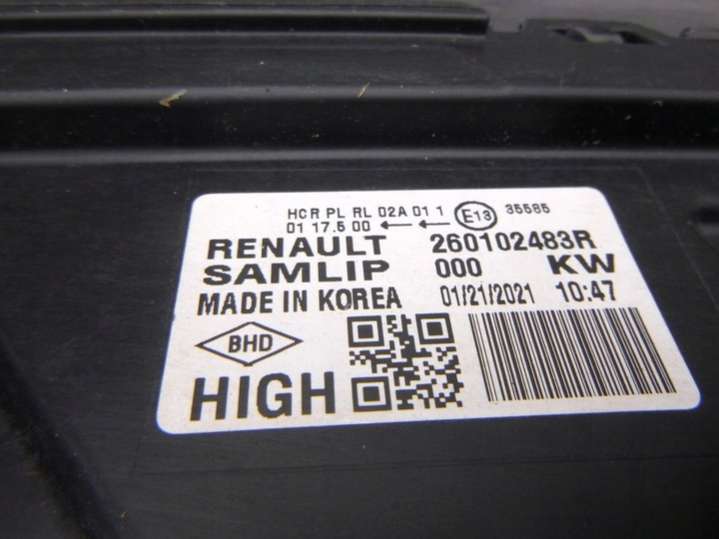 HCR PL RL 02A 01 1 E13 35585
01 17.5 00 ←←
RENAULT 260102483R
SAMLIP 000 KW
MADE IN KOREA 01/21/2021 10:47
BHD
HIGH